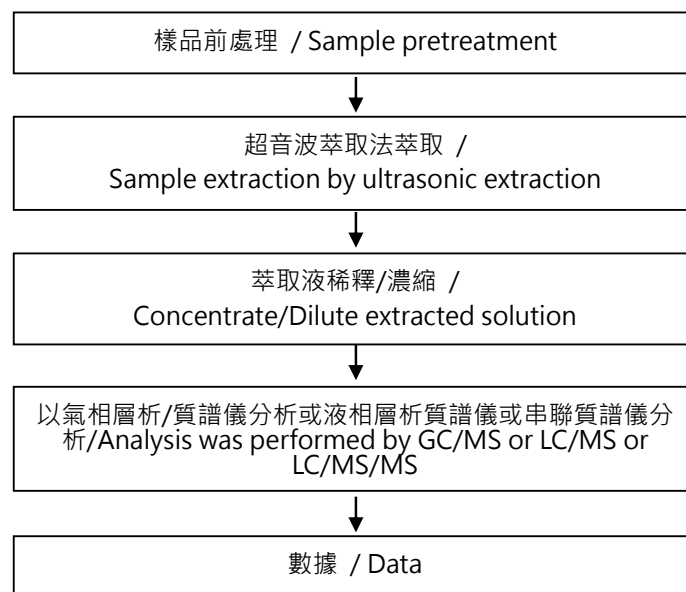 樣品前處理 / Sample pretreatment
超音波萃取法萃取 /
Sample extraction by ultrasonic extraction
萃取液稀釋/濃縮 /
Concentrate/Dilute extracted solution
以氣相層析/質譜儀分析或液相層析質譜儀或串聯質譜儀分
析/Analysis was performed by GC/MS or LC/MS or
LC/MS/MS
數據 / Data